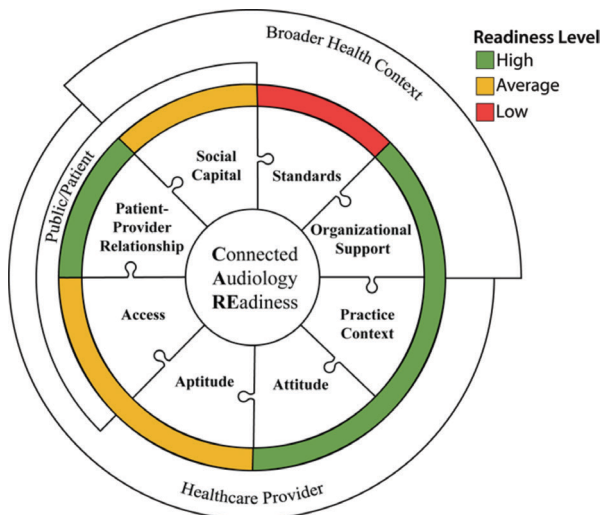 Broader Health Context
Readiness Level
High
Average
Low
Public/Patient
Social
Capital
Standards
Patient-
Provider
Relationship
Organizational
Support
Connected
Audiology
REadiness
Access
Practice
Context
Aptitude
Attitude
Healthcare Provider